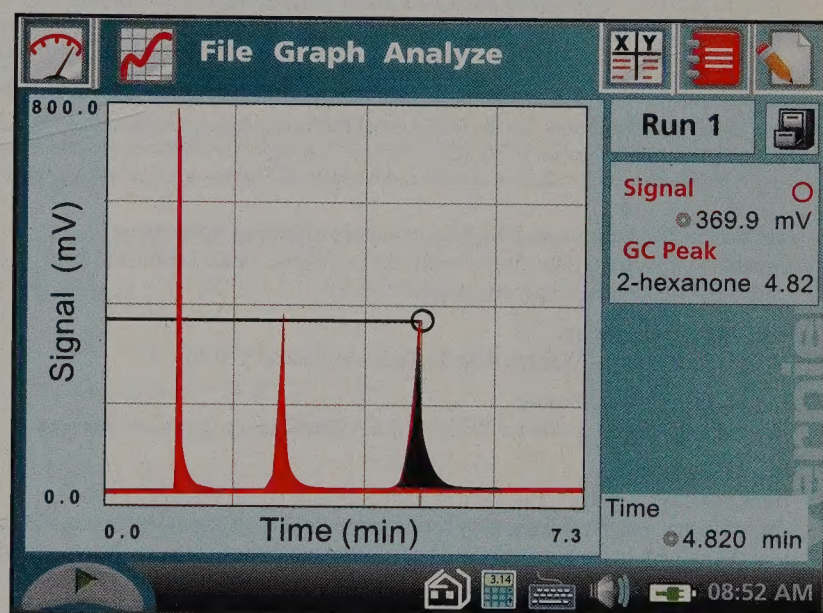 File Graph Analyze
X Y
800.0
Signal (mV)
0.0
0.0
Time (min)
7.3
Run 1
Signal
369.9 mV
GC Peak
2-hexanone 4.82
Vernier
Time
4.820 min
3.14
08:52 AM